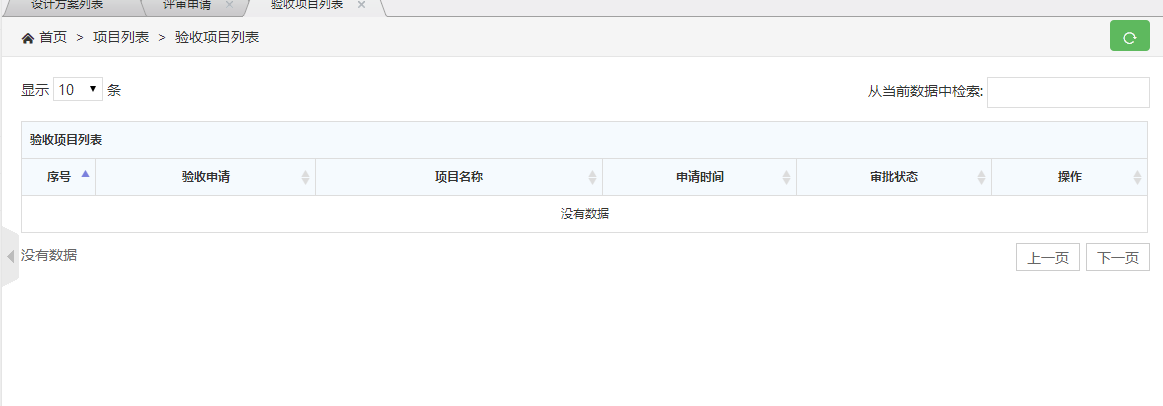 设计方案列表 评审申请 × 验收项目列表 ×
首页 > 项目列表 > 验收项目列表
显示 10 条 从当前数据中检索:
验收项目列表
序号 验收申请 项目名称 申请时间 审批状态 操作
没有数据
没有数据 上一页 下一页